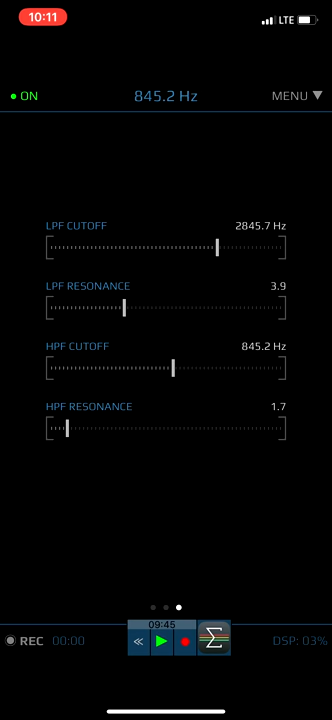 10:11
LTE
ON
845.2 Hz
MENU ▼
LPF CUTOFF 2845.7 Hz
LPF RESONANCE 3.9
HPF CUTOFF 845.2 Hz
HPF RESONANCE 1.7
09:45
REC 00:00
Σ
DSP: 03%